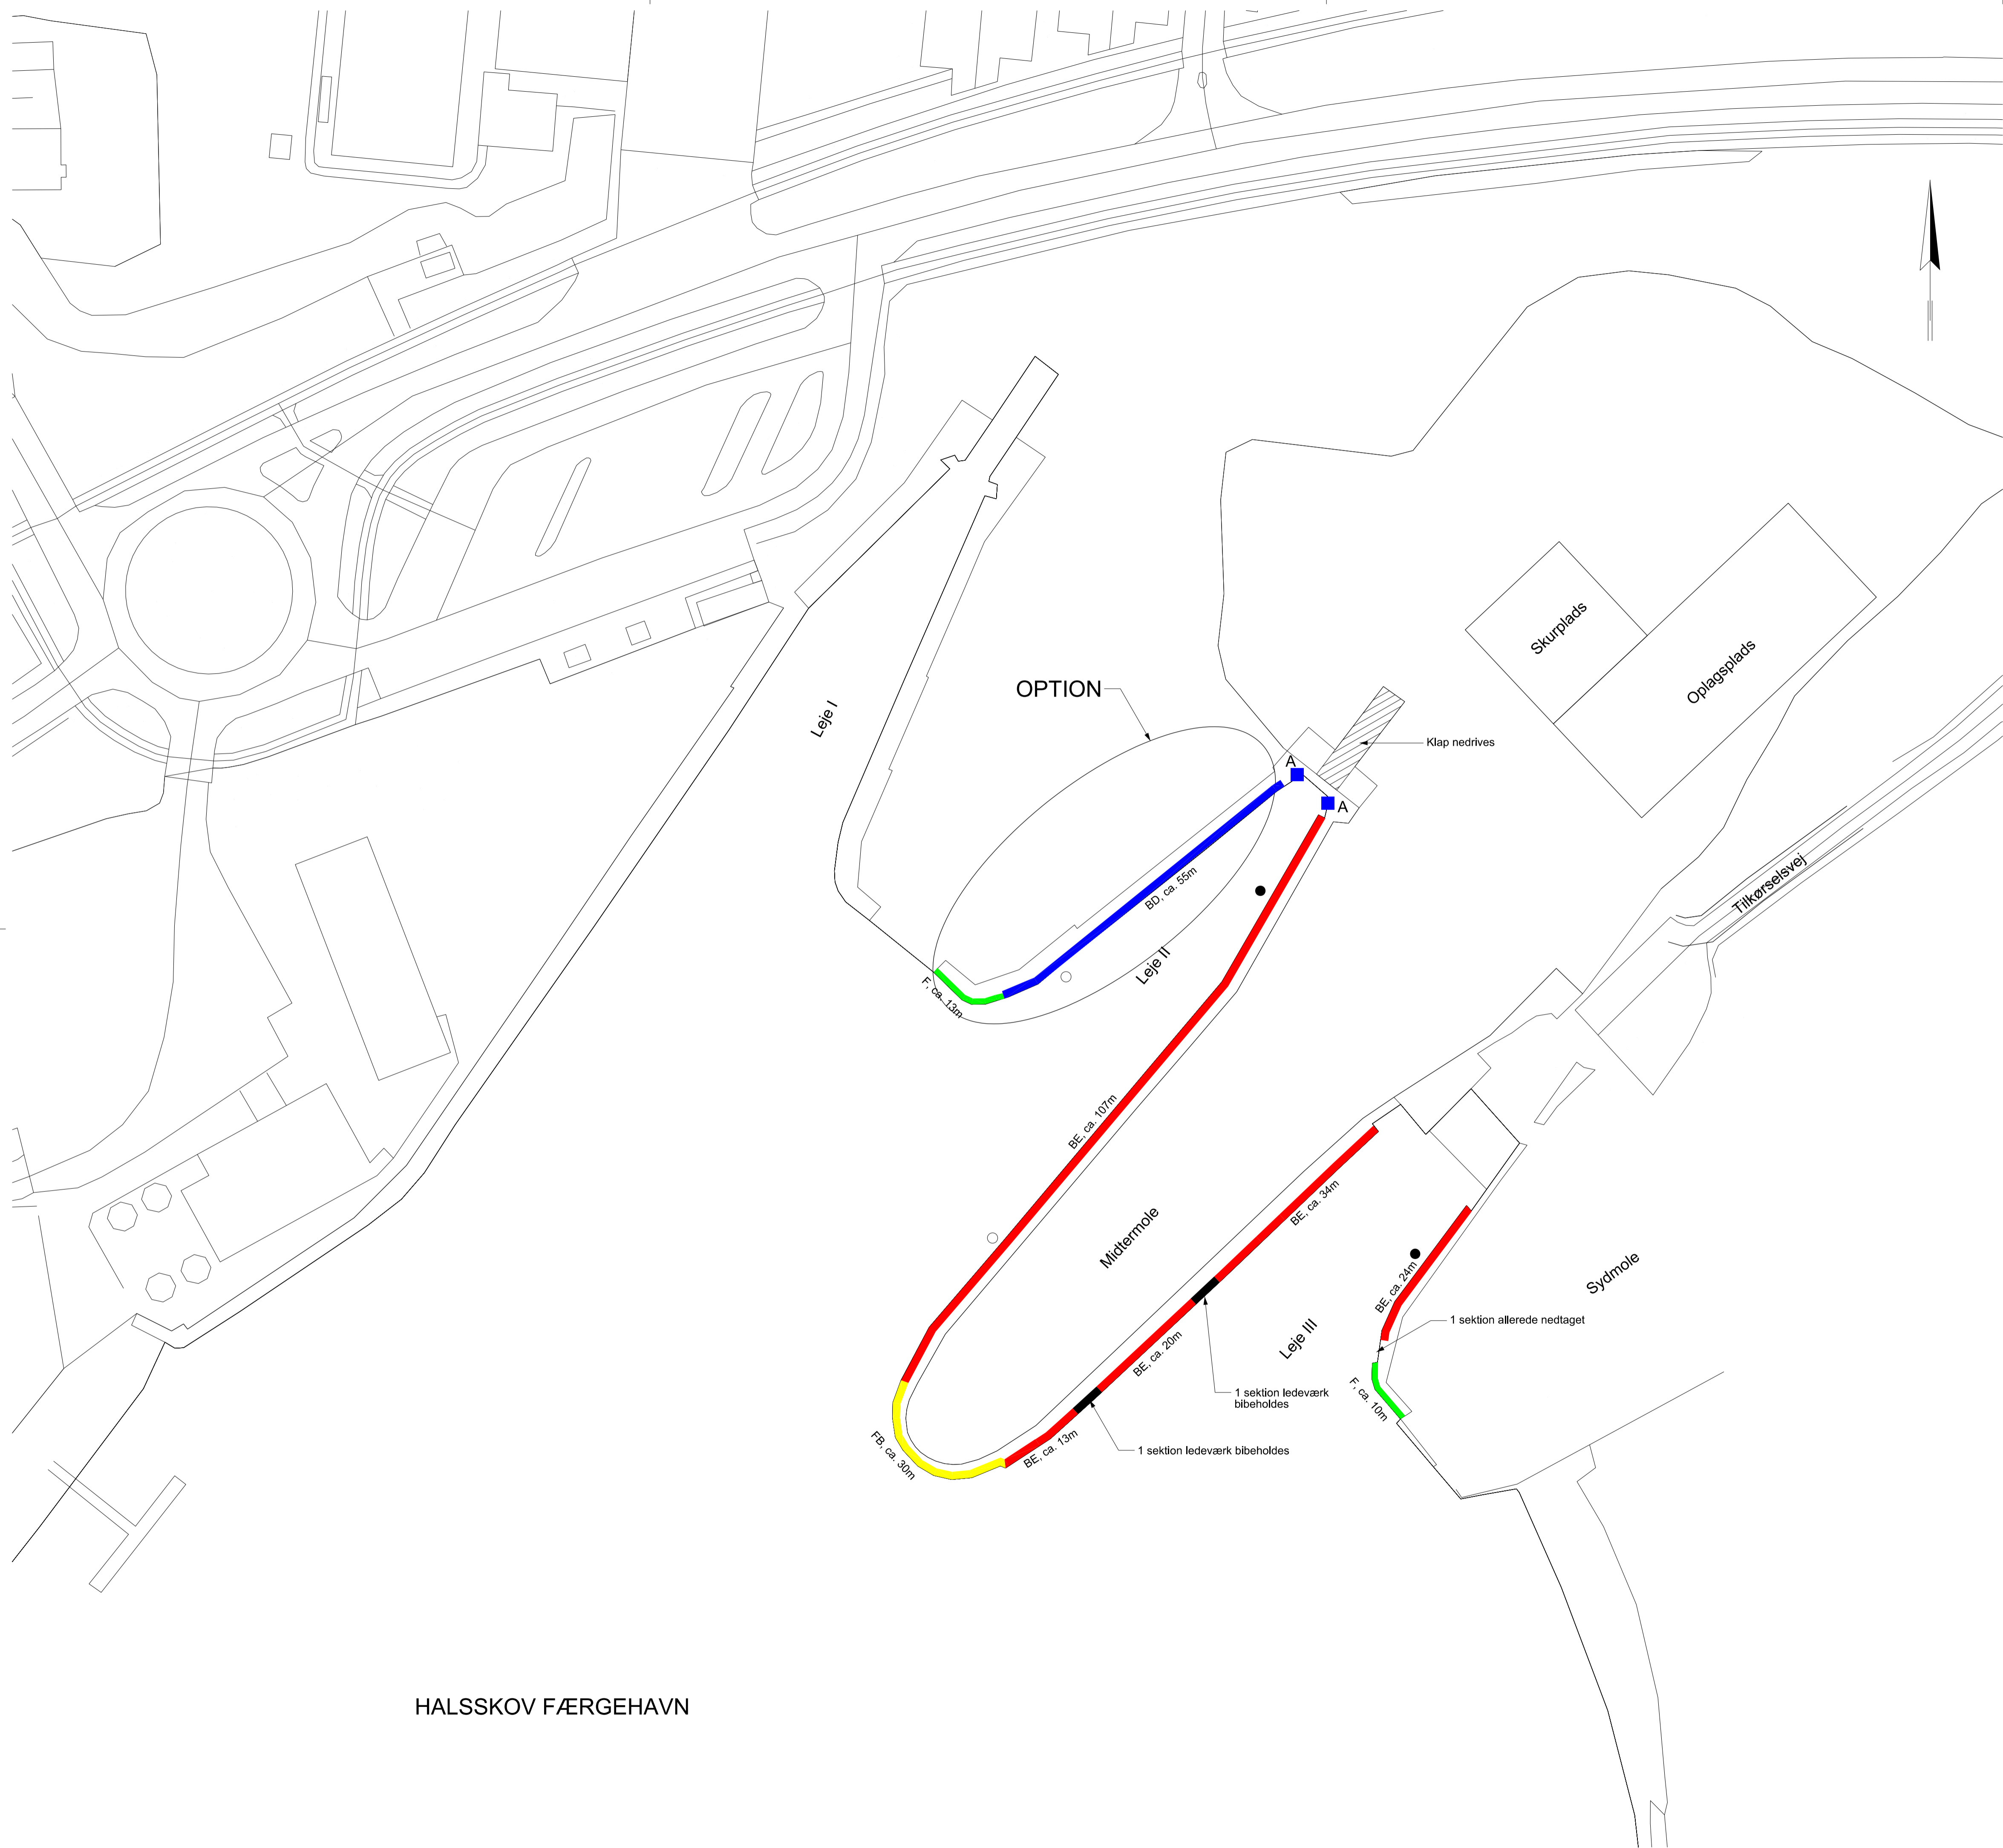 Skurplads
Oplagsplads
OPTION
Leje I
Klap nedrives
A
A
BD, ca. 55m
Tilkørselsvej
Leje II
F, ca. 13m
BE, ca. 107m
BE, ca. 34m
Midtermole
Sydmole
BE, ca. 24m
1 sektion allerede nedtaget
Leje III
BE, ca. 20m
1 sektion ledeværk
bibeholdes
F, ca. 10m
1 sektion ledeværk bibeholdes
BE, ca. 13m
FB, ca. 30m
HALSSKOV FÆRGEHAVN